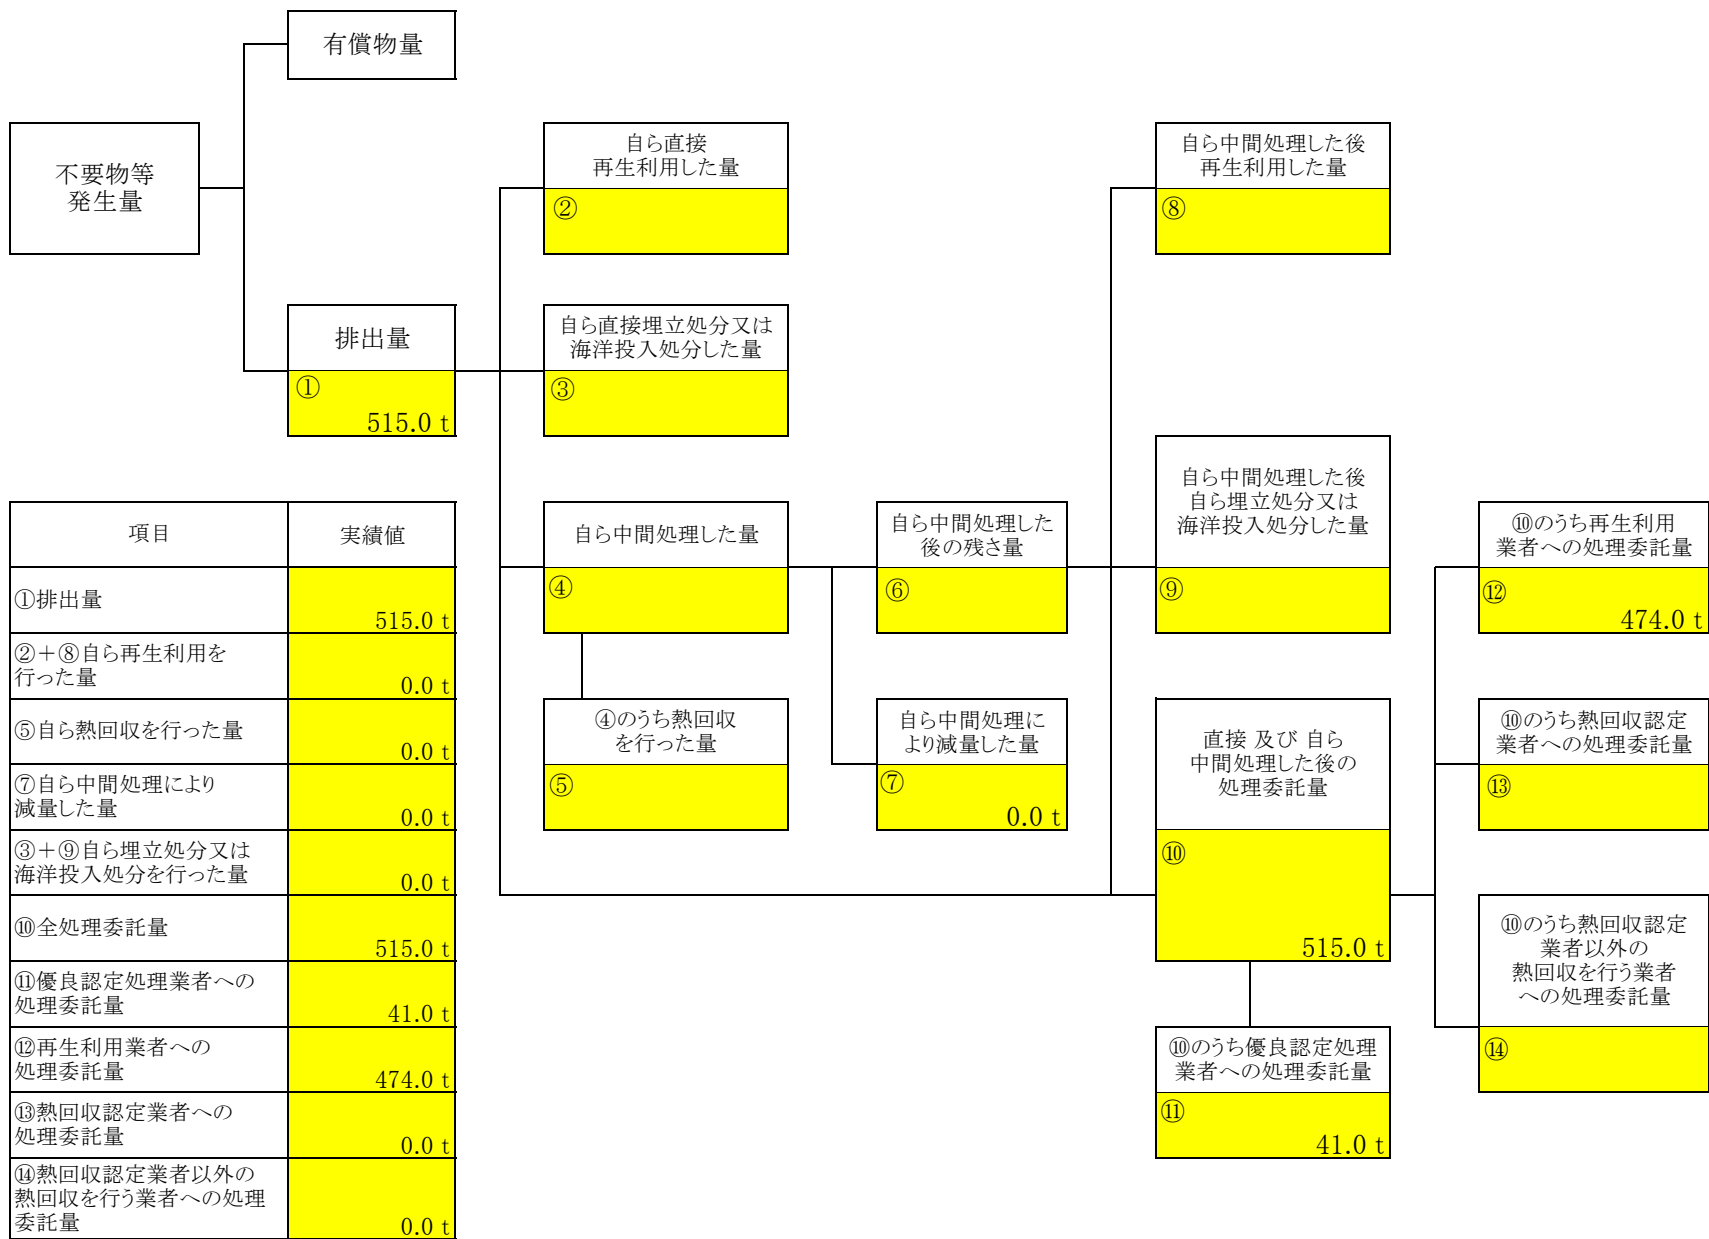 有償物量
不要物等
発生量
自ら直接
再生利用した量
②
自ら中間処理した後
再生利用した量
⑧
排出量
①
515.0 t
自ら直接埋立処分又は
海洋投入処分した量
③
自ら中間処理した量
④
自ら中間処理した
後の残さ量
⑥
自ら中間処理した後
自ら埋立処分又は
海洋投入処分した量
⑨
⑩のうち再生利用
業者への処理委託量
⑫
474.0 t
④のうち熱回収
を行った量
⑤
自ら中間処理に
より減量した量
⑦
0.0 t
直接 及び 自ら
中間処理した後の
処理委託量
⑩
515.0 t
⑩のうち熱回収認定
業者への処理委託量
⑬
⑩のうち熱回収認定
業者以外の
熱回収を行う業者
への処理委託量
⑭
⑩のうち優良認定処理
業者への処理委託量
⑪
41.0 t
項目 実績値
①排出量
515.0 t
②＋⑧自ら再生利用を
行った量
0.0 t
⑤自ら熱回収を行った量
0.0 t
⑦自ら中間処理により
減量した量
0.0 t
③＋⑨自ら埋立処分又は
海洋投入処分を行った量
0.0 t
⑩全処理委託量
515.0 t
⑪優良認定処理業者への
処理委託量
41.0 t
⑫再生利用業者への
処理委託量
474.0 t
⑬熱回収認定業者への
処理委託量
0.0 t
⑭熱回収認定業者以外の
熱回収を行う業者への処理
委託量
0.0 t